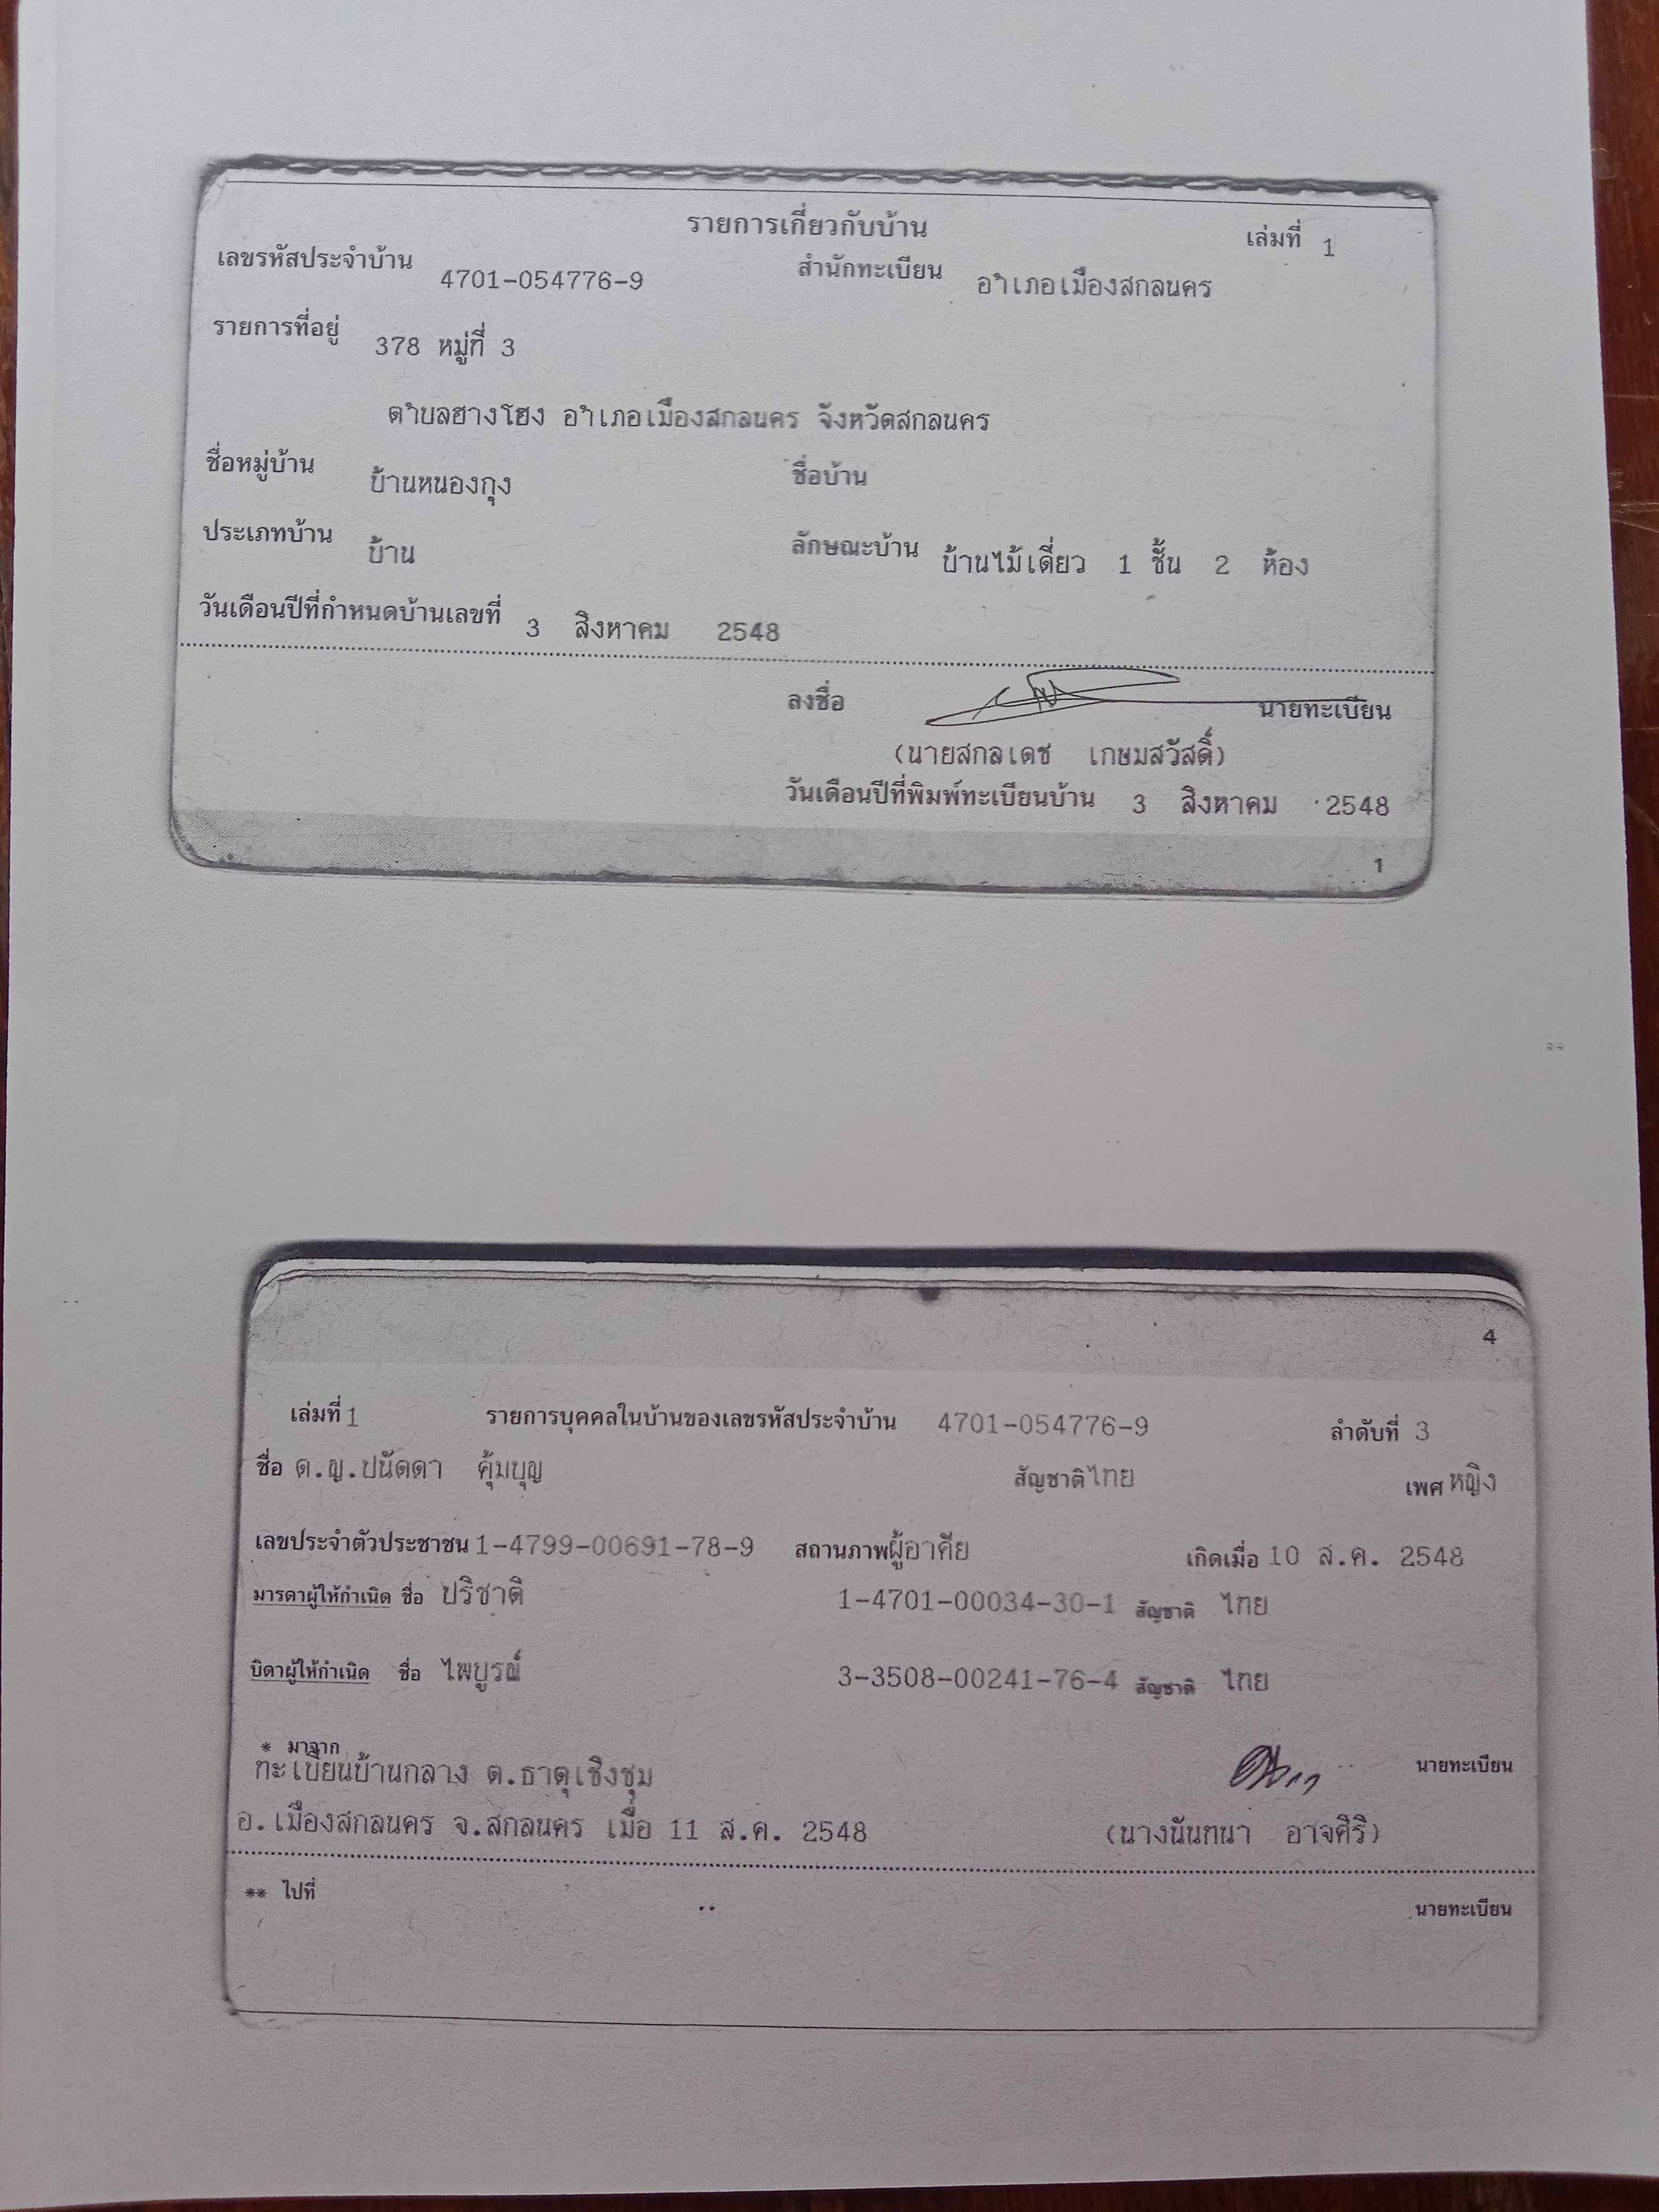 รายการเกี่ยวกับบ้าน เล่มที่ 1
เลขรหัสประจำบ้าน 4701-054776-9 สำนักทะเบียน อำเภอเมืองสกลนคร
รายการที่อยู่ 378 หมู่ที่ 3
ตำบลฮางโฮง อำเภอเมืองสกลนคร จังหวัดสกลนคร
ชื่อหมู่บ้าน บ้านหนองกุง ชื่อบ้าน
ประเภทบ้าน บ้าน ลักษณะบ้าน บ้านไม้เดี่ยว 1 ชั้น 2 ห้อง
วันเดือนปีที่กำหนดบ้านเลขที่ 3 สิงหาคม 2548
ลงชื่อ นายทะเบียน
(นายสกลเดช เกษมสวัสดิ์)
วันเดือนปีที่พิมพ์ทะเบียนบ้าน 3 สิงหาคม 2548
1
4
เล่มที่ 1 รายการบุคคลในบ้านของเลขรหัสประจำบ้าน 4701-054776-9 ลำดับที่ 3
ชื่อ ด.ญ.ปนัดดา คุ้มบุญ สัญชาติ ไทย เพศ หญิง
เลขประจำตัวประชาชน 1-4799-00691-78-9 สถานภาพ ผู้อาศัย เกิดเมื่อ 10 ส.ค. 2548
มารดาผู้ให้กำเนิด ชื่อ ปริชาติ 1-4701-00034-30-1 สัญชาติ ไทย
บิดาผู้ให้กำเนิด ชื่อ ไพบูรณ์ 3-3508-00241-76-4 สัญชาติ ไทย
* มาจาก
ทะเบียนบ้านกลาง ต.ธาตุเชิงชุม นายทะเบียน
อ.เมืองสกลนคร จ.สกลนคร เมื่อ 11 ส.ค. 2548 (นางนันทนา อาจศิริ)
** ไปที่ นายทะเบียน